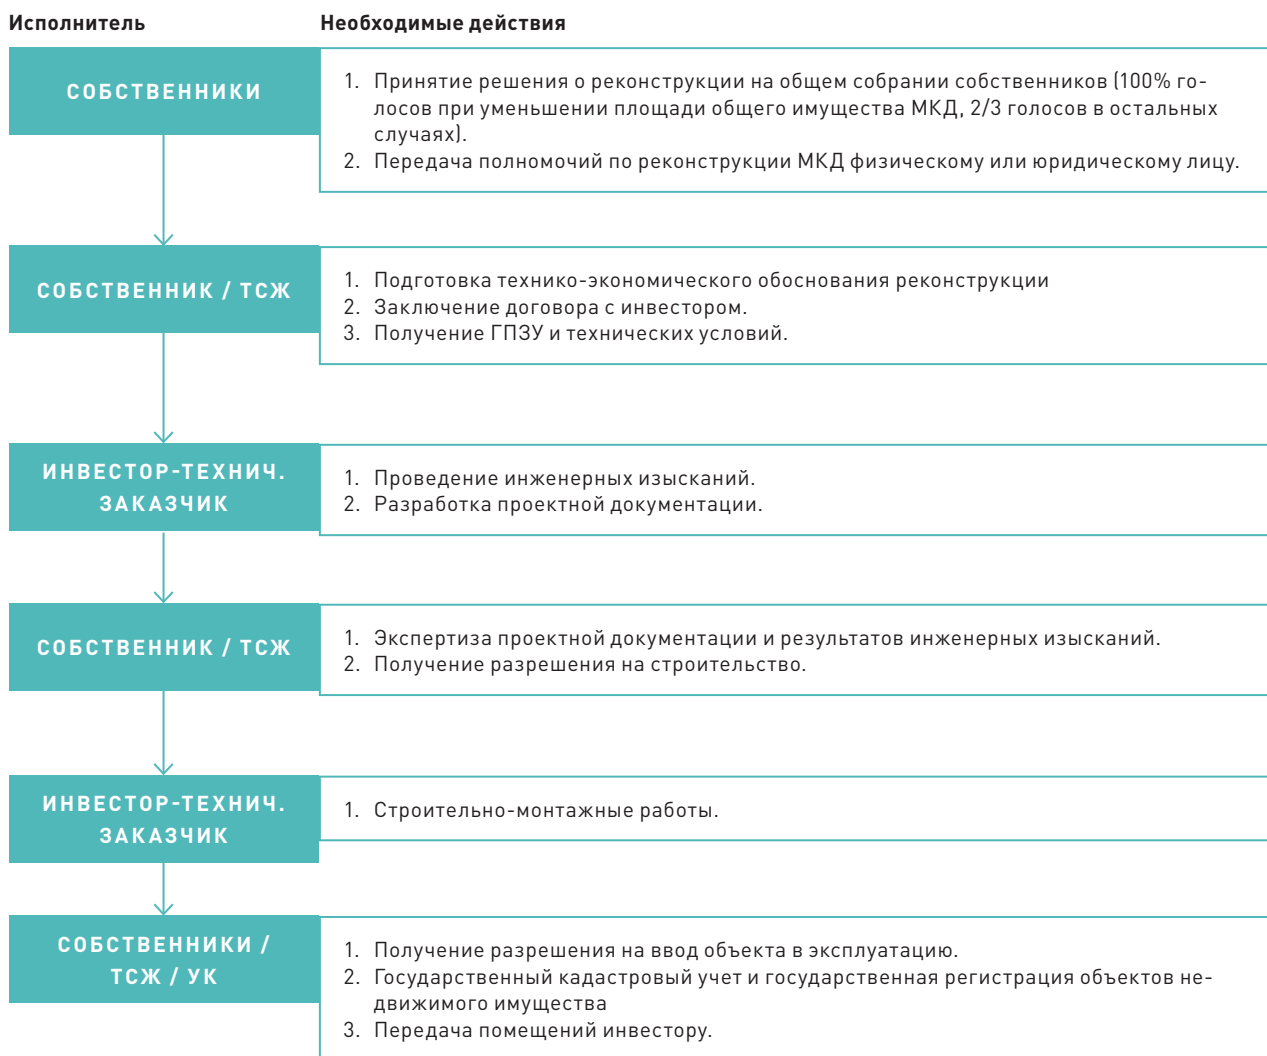 Исполнитель
Необходимые действия
СОБСТВЕННИКИ
1. Принятие решения о реконструкции на общем собрании собственников (100% го-
лосов при уменьшении площади общего имущества МКД, 2/3 голосов в остальных
случаях).
2. Передача полномочий по реконструкции МКД физическому или юридическому лицу.
СОБСТВЕННИК / ТСЖ
1. Подготовка технико-экономического обоснования реконструкции
2. Заключение договора с инвестором.
3. Получение ГПЗУ и технических условий.
ИНВЕСТОР-ТЕХНИЧ.
ЗАКАЗЧИК
1. Проведение инженерных изысканий.
2. Разработка проектной документации.
СОБСТВЕННИК / ТСЖ
1. Экспертиза проектной документации и результатов инженерных изысканий.
2. Получение разрешения на строительство.
ИНВЕСТОР-ТЕХНИЧ.
ЗАКАЗЧИК
1. Строительно-монтажные работы.
СОБСТВЕННИКИ /
ТСЖ / УК
1. Получение разрешения на ввод объекта в эксплуатацию.
2. Государственный кадастровый учет и государственная регистрация объектов не-
движимого имущества
3. Передача помещений инвестору.